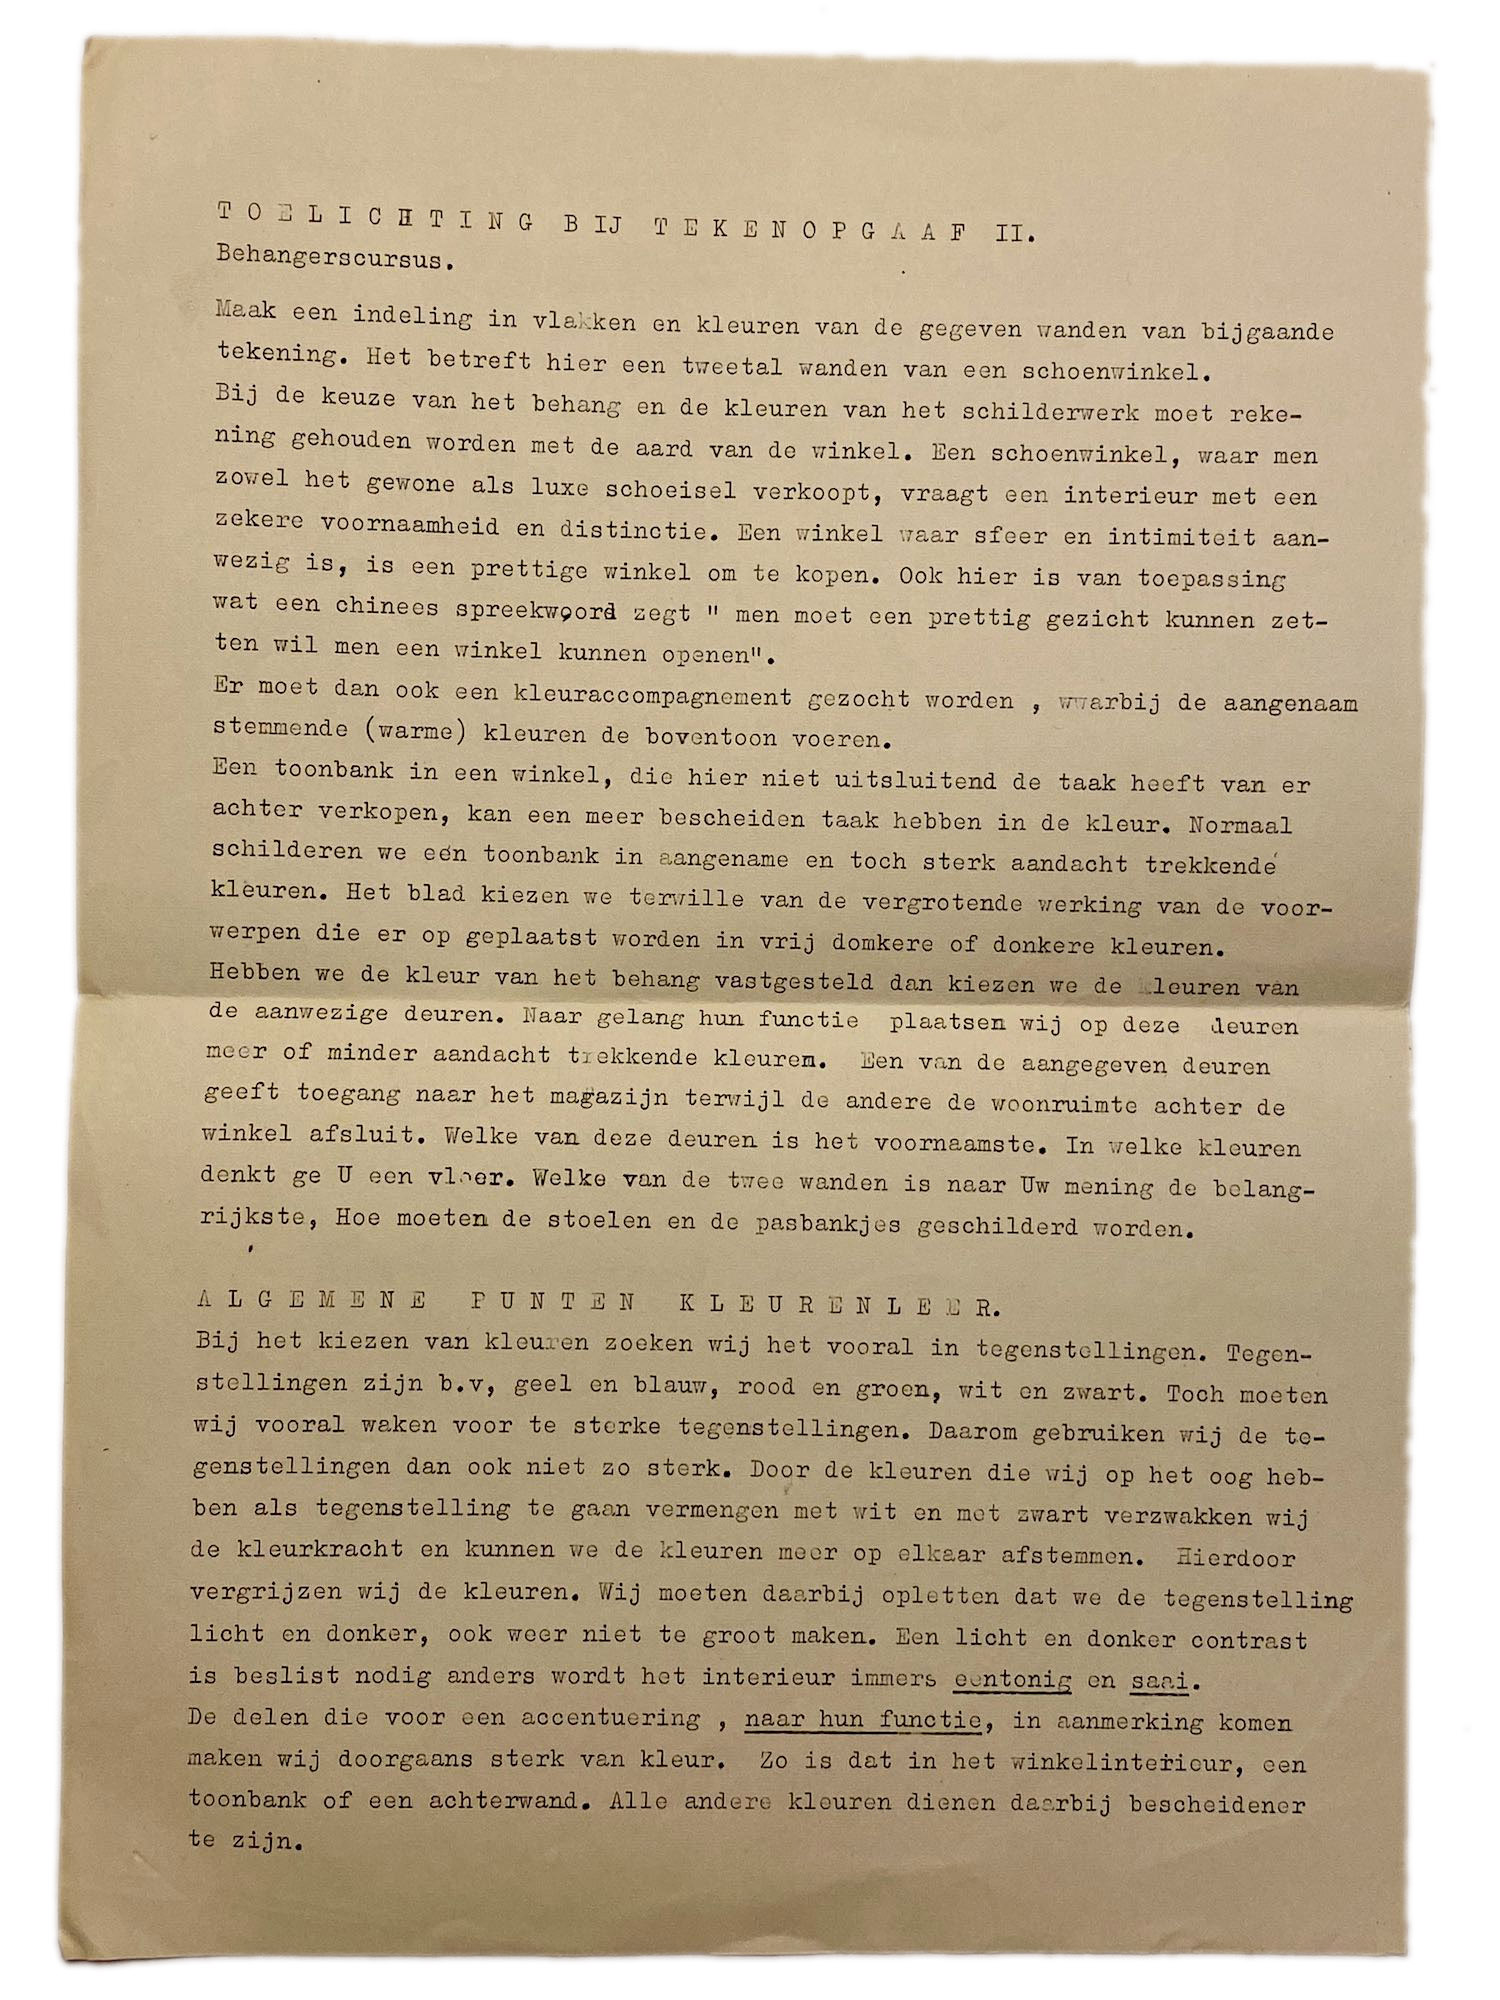 TOELICHTING BIJ TEKENOPGAAF II.
Behangerscursus.
Maak een indeling in vlakken en kleuren van de gegeven wanden van bijgaande
tekening. Het betreft hier een tweetal wanden van een schoenwinkel.
Bij de keuze van het behang en de kleuren van het schilderwerk moet reke-
ning gehouden worden met de aard van de winkel. Een schoenwinkel, waar men
zowel het gewone als luxe schoeisel verkoopt, vraagt een interieur met een
zekere voornaamheid en distinctie. Een winkel waar sfeer en intimiteit aan-
wezig is, is een prettige winkel om te kopen. Ook hier is van toepassing
wat een chinees spreekwoord zegt " men moet een prettig gezicht kunnen zet-
ten wil men een winkel kunnen openen".
Er moet dan ook een kleuraccompagnement gezocht worden , waarbij de aangenaam
stemmende (warme) kleuren de boventoon voeren.
Een toonbank in een winkel, die hier niet uitsluitend de taak heeft van er
achter verkopen, kan een meer bescheiden taak hebben in de kleur. Normaal
schilderen we een toonbank in aangename en toch sterk aandacht trekkende
kleuren. Het blad kiezen we terwille van de vergrotende werking van de voor-
werpen die er op geplaatst worden in vrij domkere of donkere kleuren.
Hebben we de kleur van het behang vastgesteld dan kiezen we de kleuren van
de aanwezige deuren. Naar gelang hun functie plaatsen wij op deze deuren
meer of minder aandacht trekkende kleuren. Een van de aangegeven deuren
geeft toegang naar het magazijn terwijl de andere de woonruimte achter de
winkel afsluit. Welke van deze deuren is het voornaamste. In welke kleuren
denkt ge U een vloer. Welke van de twee wanden is naar Uw mening de belang-
rijkste, Hoe moeten de stoelen en de pasbankjes geschilderd worden.
ALGEMENE PUNTEN KLEURENLEER.
Bij het kiezen van kleuren zoeken wij het vooral in tegenstellingen. Tegen-
stellingen zijn b.v, geel en blauw, rood en groen, wit en zwart. Toch moeten
wij vooral waken voor te sterke tegenstellingen. Daarom gebruiken wij de te-
genstellingen dan ook niet zo sterk. Door de kleuren die wij op het oog heb-
ben als tegenstelling te gaan vermengen met wit en met zwart verzwakken wij
de kleurkracht en kunnen we de kleuren meer op elkaar afstemmen. Hierdoor
vergrijzen wij de kleuren. Wij moeten daarbij opletten dat we de tegenstelling
licht en donker, ook weer niet te groot maken. Een licht en donker contrast
is beslist nodig anders wordt het interieur immers eentonig en saai.
De delen die voor een accentuering , naar hun functie, in aanmerking komen
maken wij doorgaans sterk van kleur. Zo is dat in het winkelinterieur, een
toonbank of een achterwand. Alle andere kleuren dienen daarbij bescheidener
te zijn.